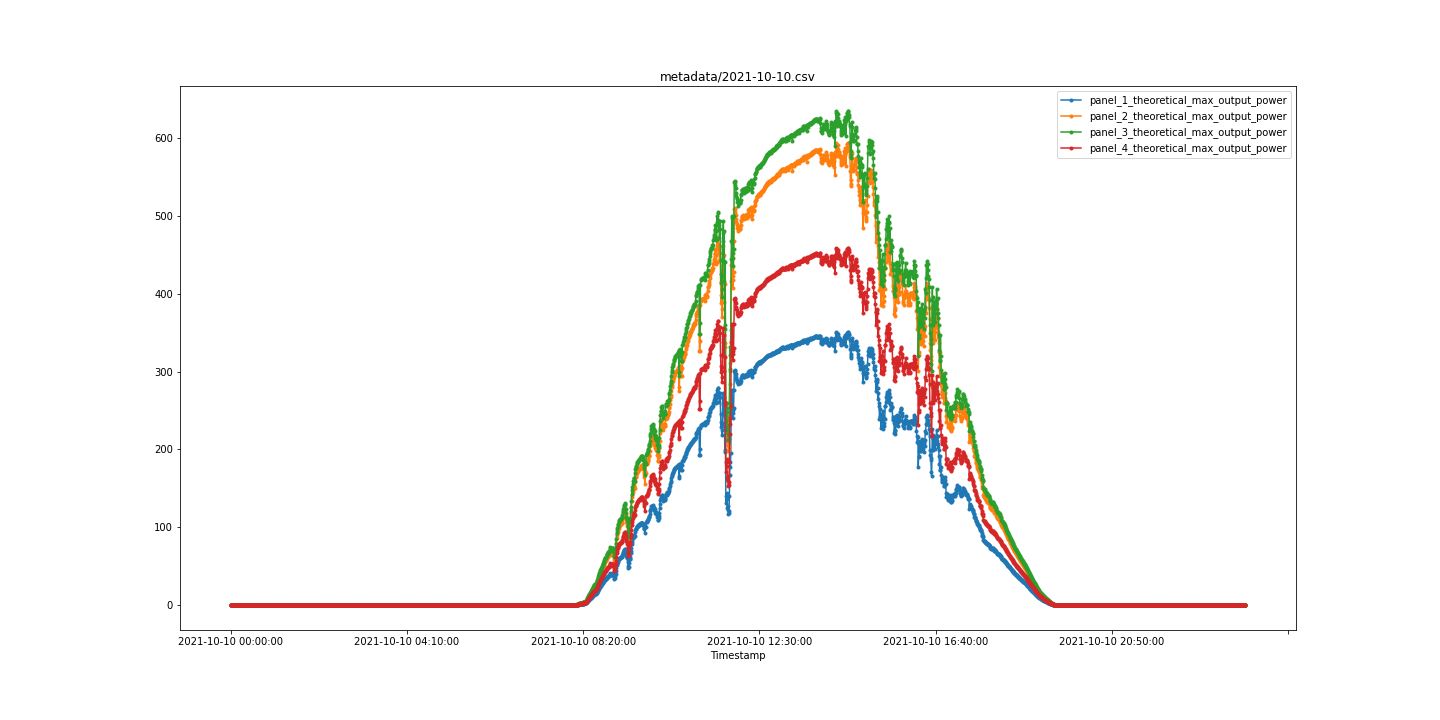 metadata/2021-10-10.csv
panel_1_theoretical_max_output_power
panel_2_theoretical_max_output_power
panel_3_theoretical_max_output_power
panel_4_theoretical_max_output_power
600
500
400
300
200
100
0
2021-10-10 00:00:00 2021-10-10 04:10:00 2021-10-10 08:20:00 2021-10-10 12:30:00 2021-10-10 16:40:00 2021-10-10 20:50:00
Timestamp